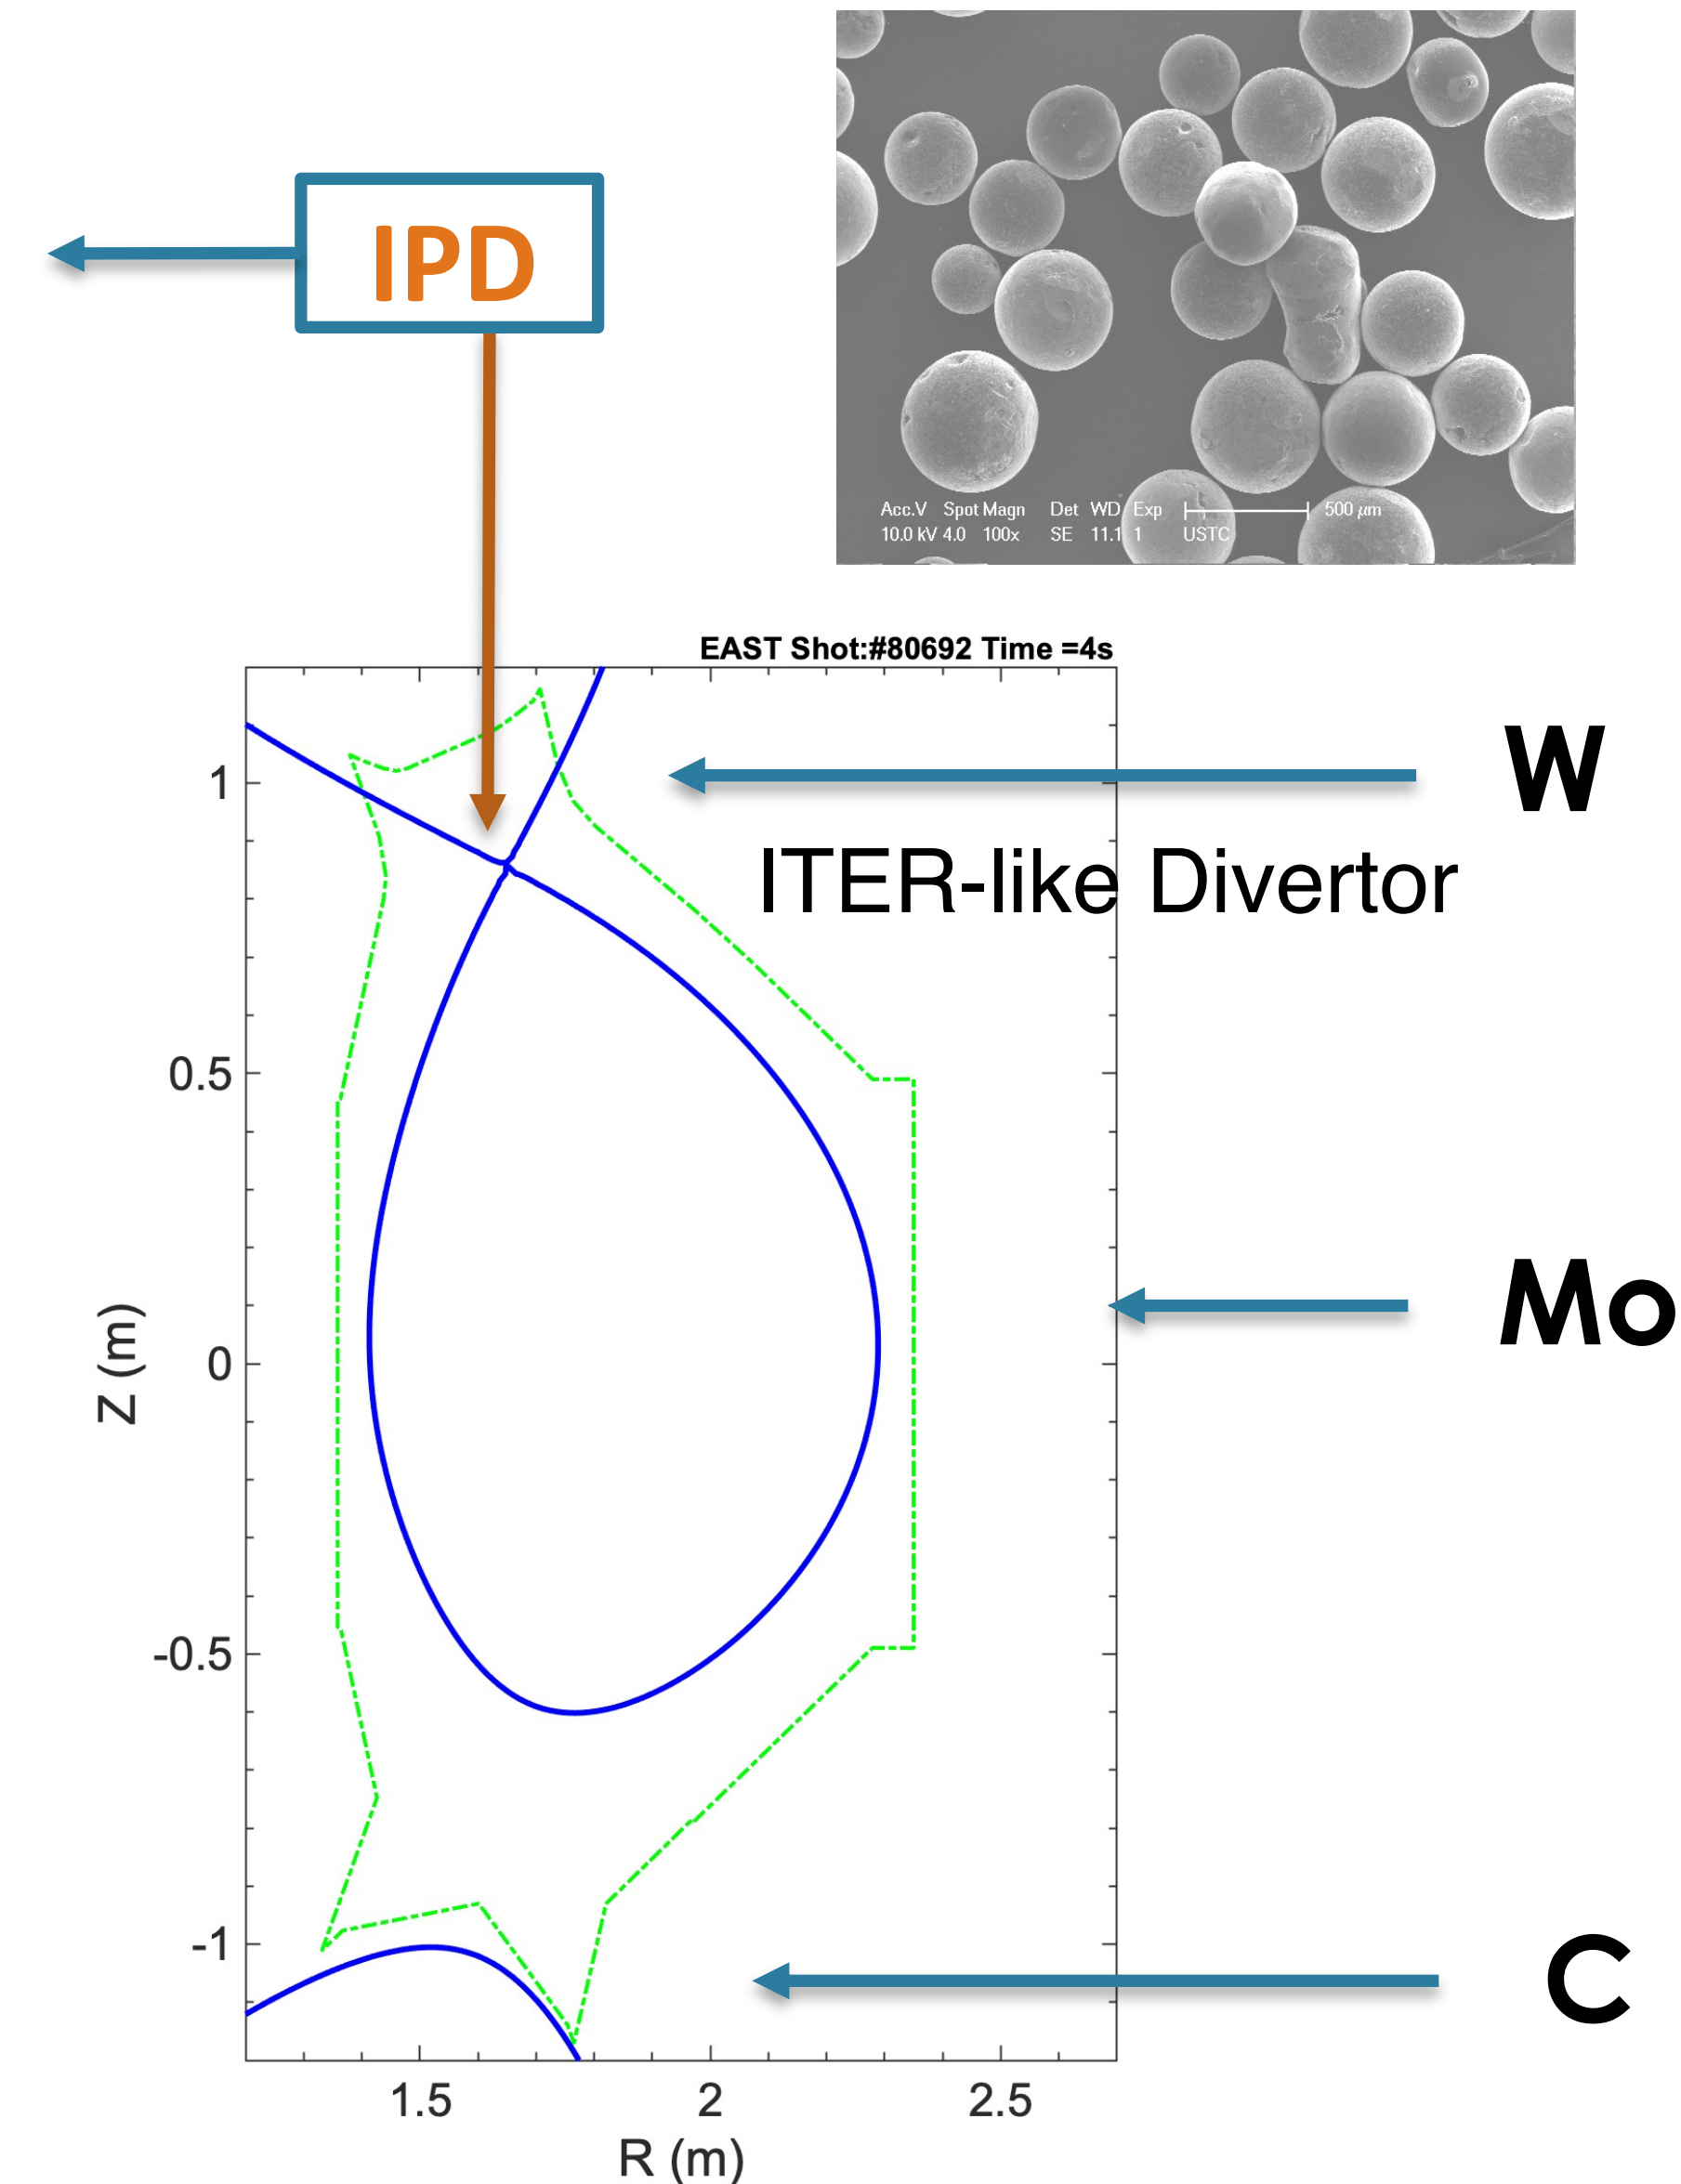 IPD
Acc.V Spot Magn Det WD Exp 500 µm
10.0 kV 4.0 100x SE 11.1 1 USTC
EAST Shot:#80692 Time =4s
W
ITER-like Divertor
Mo
C
1
0.5
0
-0.5
-1
Z (m)
1.5 2 2.5
R (m)